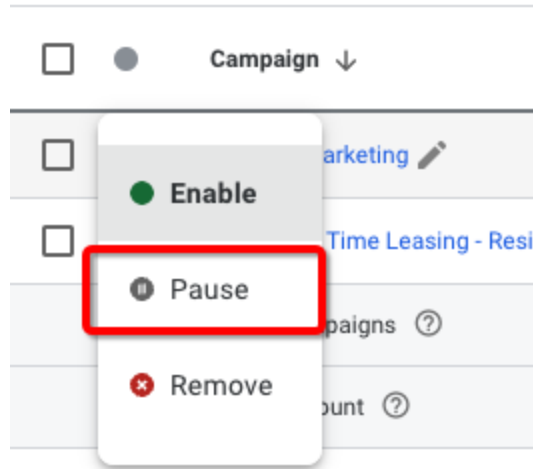 Campaign ↓
arketing
Enable
Time Leasing - Resi
Pause
paigns ?
Remove
ount ?